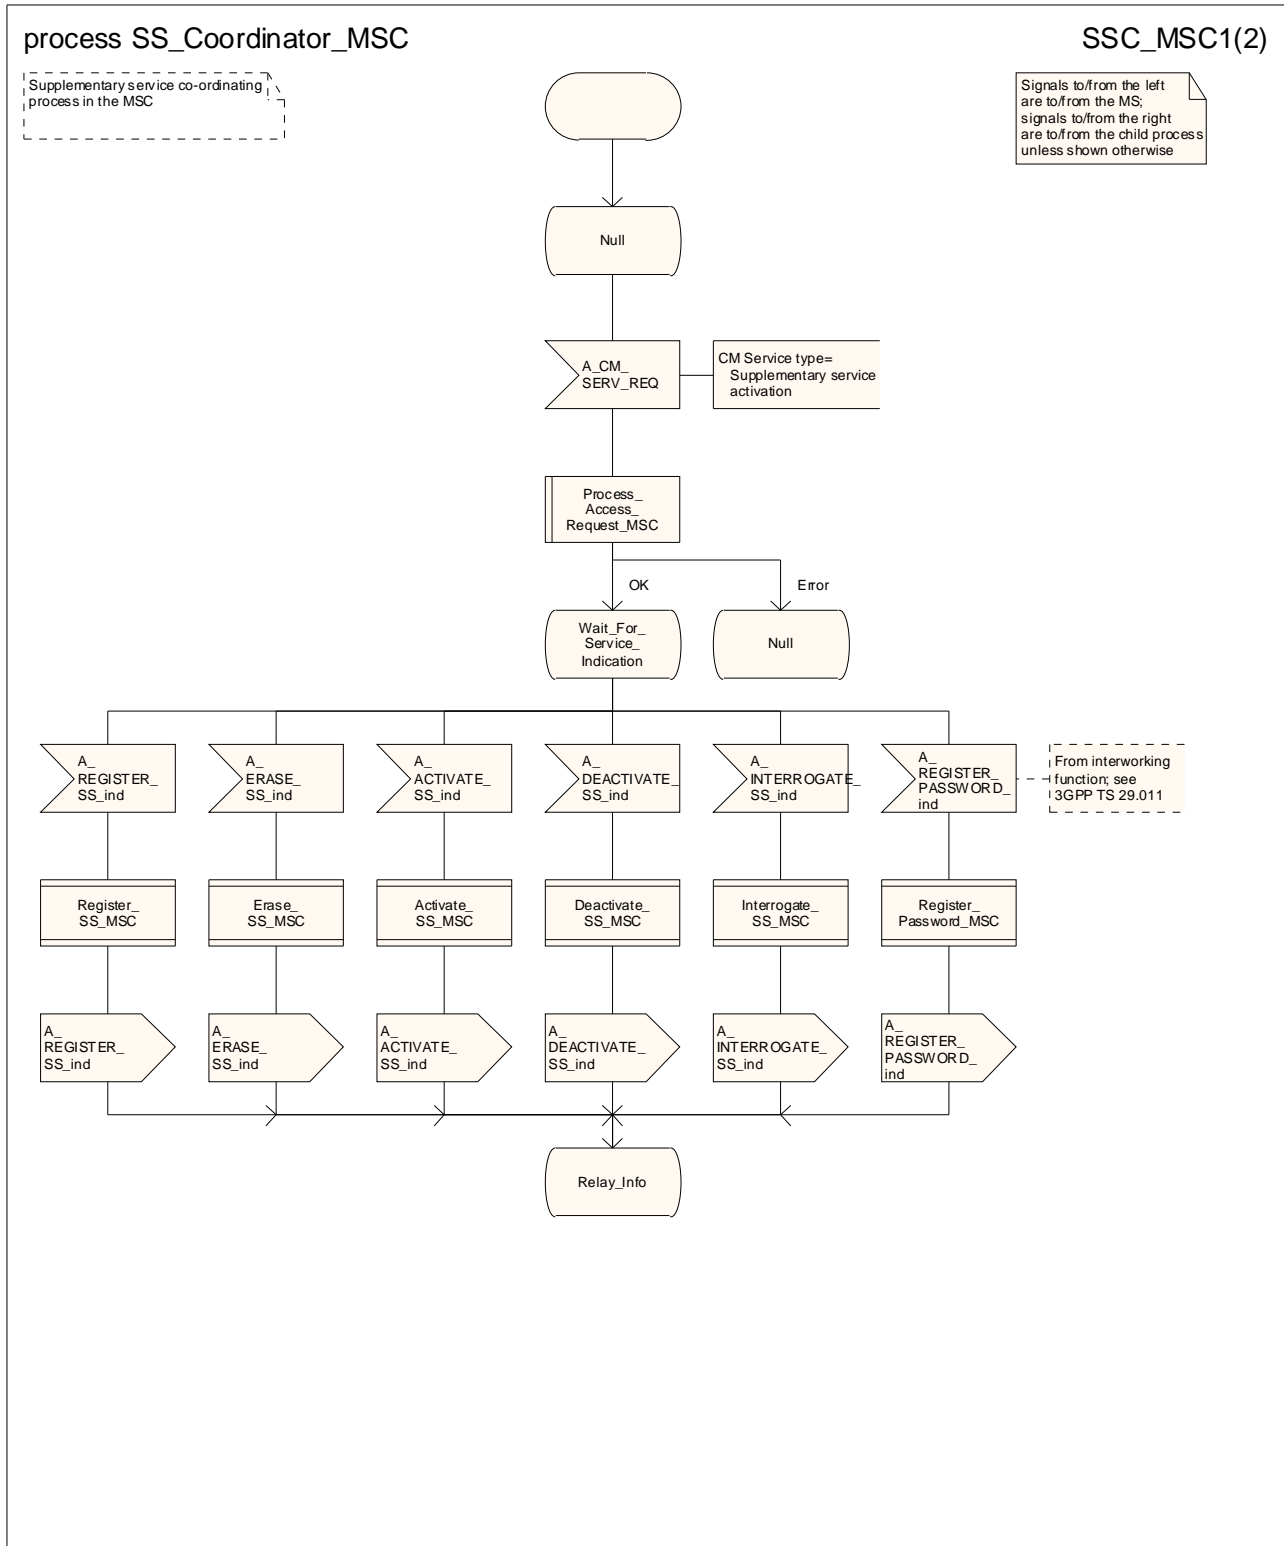 process SS_Coordinator_MSC
SSC_MSC1(2)
Supplementary service co-ordinating
process in the MSC
Signals to/from the left
are to/from the MS;
signals to/from the right
are to/from the child process
unless shown otherwise
Null
A_CM_
SERV_REQ
CM Service type=
Supplementary service
activation
Process_
Access_
Request_MSC
OK
Error
Wait_For_
Service_
Indication
Null
A_
REGISTER_
SS_ind
A_
ERASE_
SS_ind
A_
ACTIVATE_
SS_ind
A_
DEACTIVATE_
SS_ind
A_
INTERROGATE_
SS_ind
A_
REGISTER_
PASSWORD_
ind
From interworking
function; see
3GPP TS 29.011
Register_
SS_MSC
Erase_
SS_MSC
Activate_
SS_MSC
Deactivate_
SS_MSC
Interrogate_
SS_MSC
Register_
Password_MSC
A_
REGISTER_
SS_ind
A_
ERASE_
SS_ind
A_
ACTIVATE_
SS_ind
A_
DEACTIVATE_
SS_ind
A_
INTERROGATE_
SS_ind
A_
REGISTER_
PASSWORD_
ind
Relay_Info